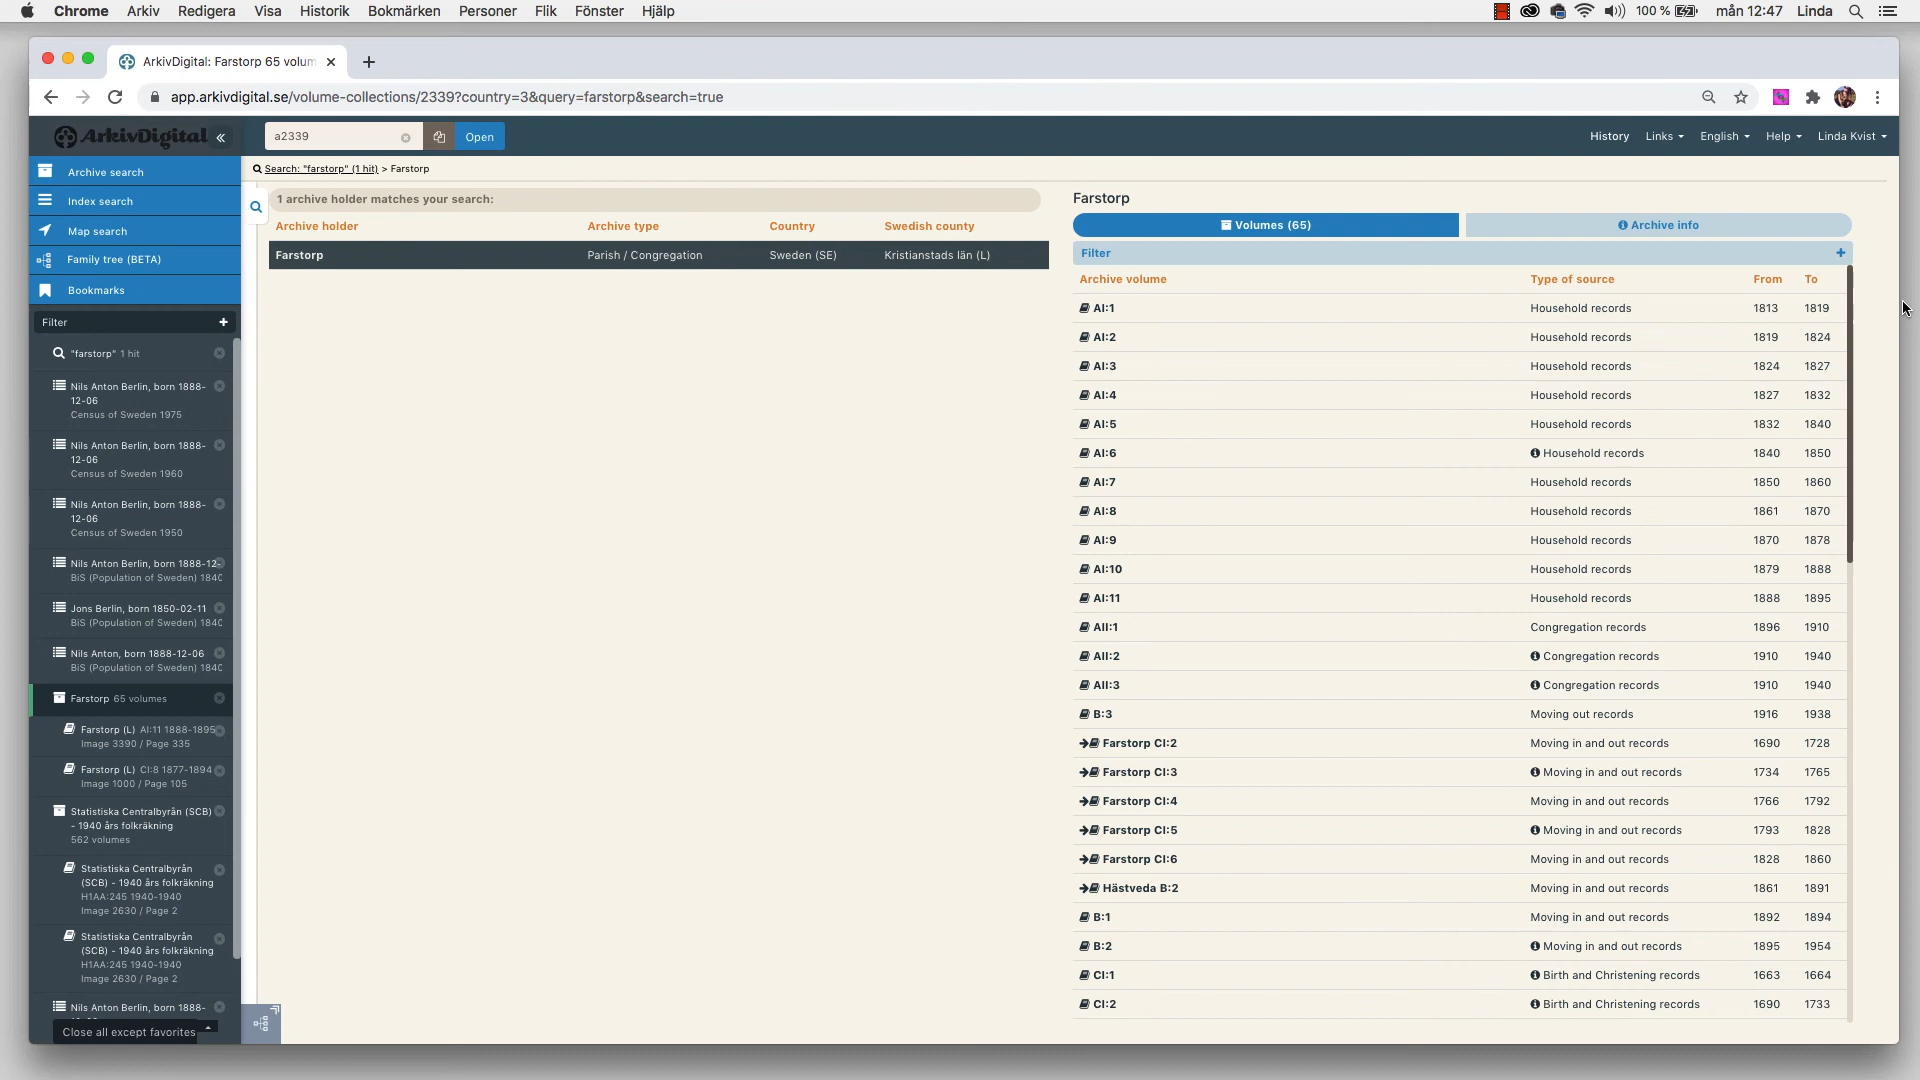 Chrome Arkiv Redigera Visa Historik Bokmärken Personer Flik Fönster Hjälp 100 % mån 12:47 Linda
ArkivDigital: Farstorp 65 volum
app.arkivdigital.se/volume-collections/2339?country=3&query=farstorp&search=true
ArkivDigital
a2339
Open
History Links English Help Linda Kvist
Archive search
Index search
Map search
Family tree (BETA)
Bookmarks
Filter
"farstorp" 1 hit
Nils Anton Berlin, born 1888-
12-06
Census of Sweden 1975
Nils Anton Berlin, born 1888-
12-06
Census of Sweden 1960
Nils Anton Berlin, born 1888-
12-06
Census of Sweden 1950
Nils Anton Berlin, born 1888-12-
BiS (Population of Sweden) 184
Jons Berlin, born 1850-02-11
BiS (Population of Sweden) 184
Nils Anton, born 1888-12-06
BiS (Population of Sweden) 184
Farstorp 65 volumes
Farstorp (L) AI:11 1888-1895
Image 3390 / Page 335
Farstorp (L) CI:8 1877-1894
Image 1000 / Page 105
Statistiska Centralbyrån (SCB)
- 1940 års folkräkning
562 volumes
Statistiska Centralbyrån
(SCB) - 1940 års folkräkning
H1AA:245 1940-1940
Image 2630 / Page 2
Statistiska Centralbyrån
(SCB) - 1940 års folkräkning
H1AA:245 1940-1940
Image 2630 / Page 2
Nils Anton Berlin, born 1888-
Close all except favorites
Search: "farstorp" (1 hit) > Farstorp
1 archive holder matches your search:
Archive holder Archive type Country Swedish county
Farstorp Parish / Congregation Sweden (SE) Kristianstads län (L)
Farstorp
Volumes (65) Archive info
Filter +
Archive volume Type of source From To
AI:1 Household records 1813 1819
AI:2 Household records 1819 1824
AI:3 Household records 1824 1827
AI:4 Household records 1827 1832
AI:5 Household records 1832 1840
AI:6 Household records 1840 1850
AI:7 Household records 1850 1860
AI:8 Household records 1861 1870
AI:9 Household records 1870 1878
AI:10 Household records 1879 1888
AI:11 Household records 1888 1895
AII:1 Congregation records 1896 1910
AII:2 Congregation records 1910 1940
AII:3 Congregation records 1910 1940
B:3 Moving out records 1916 1938
Farstorp CI:2 Moving in and out records 1690 1728
Farstorp CI:3 Moving in and out records 1734 1765
Farstorp CI:4 Moving in and out records 1766 1792
Farstorp CI:5 Moving in and out records 1793 1828
Farstorp CI:6 Moving in and out records 1828 1860
Hästveda B:2 Moving in and out records 1861 1891
B:1 Moving in and out records 1892 1894
B:2 Moving in and out records 1895 1954
CI:1 Birth and Christening records 1663 1664
CI:2 Birth and Christening records 1690 1733